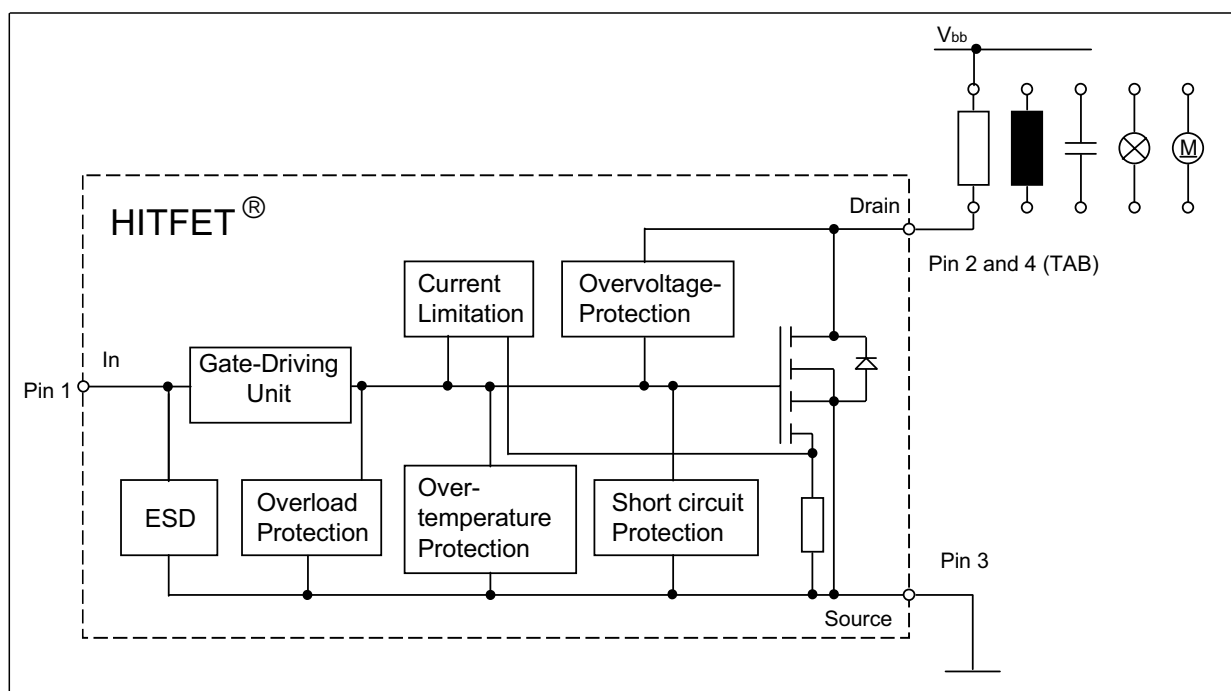 Vbb
HITFET ®
Drain
Pin 2 and 4 (TAB)
Current
Limitation
Overvoltage-
Protection
In
Gate-Driving
Unit
Pin 1
M
ESD
Overload
Protection
Over-
temperature
Protection
Short circuit
Protection
Pin 3
Source